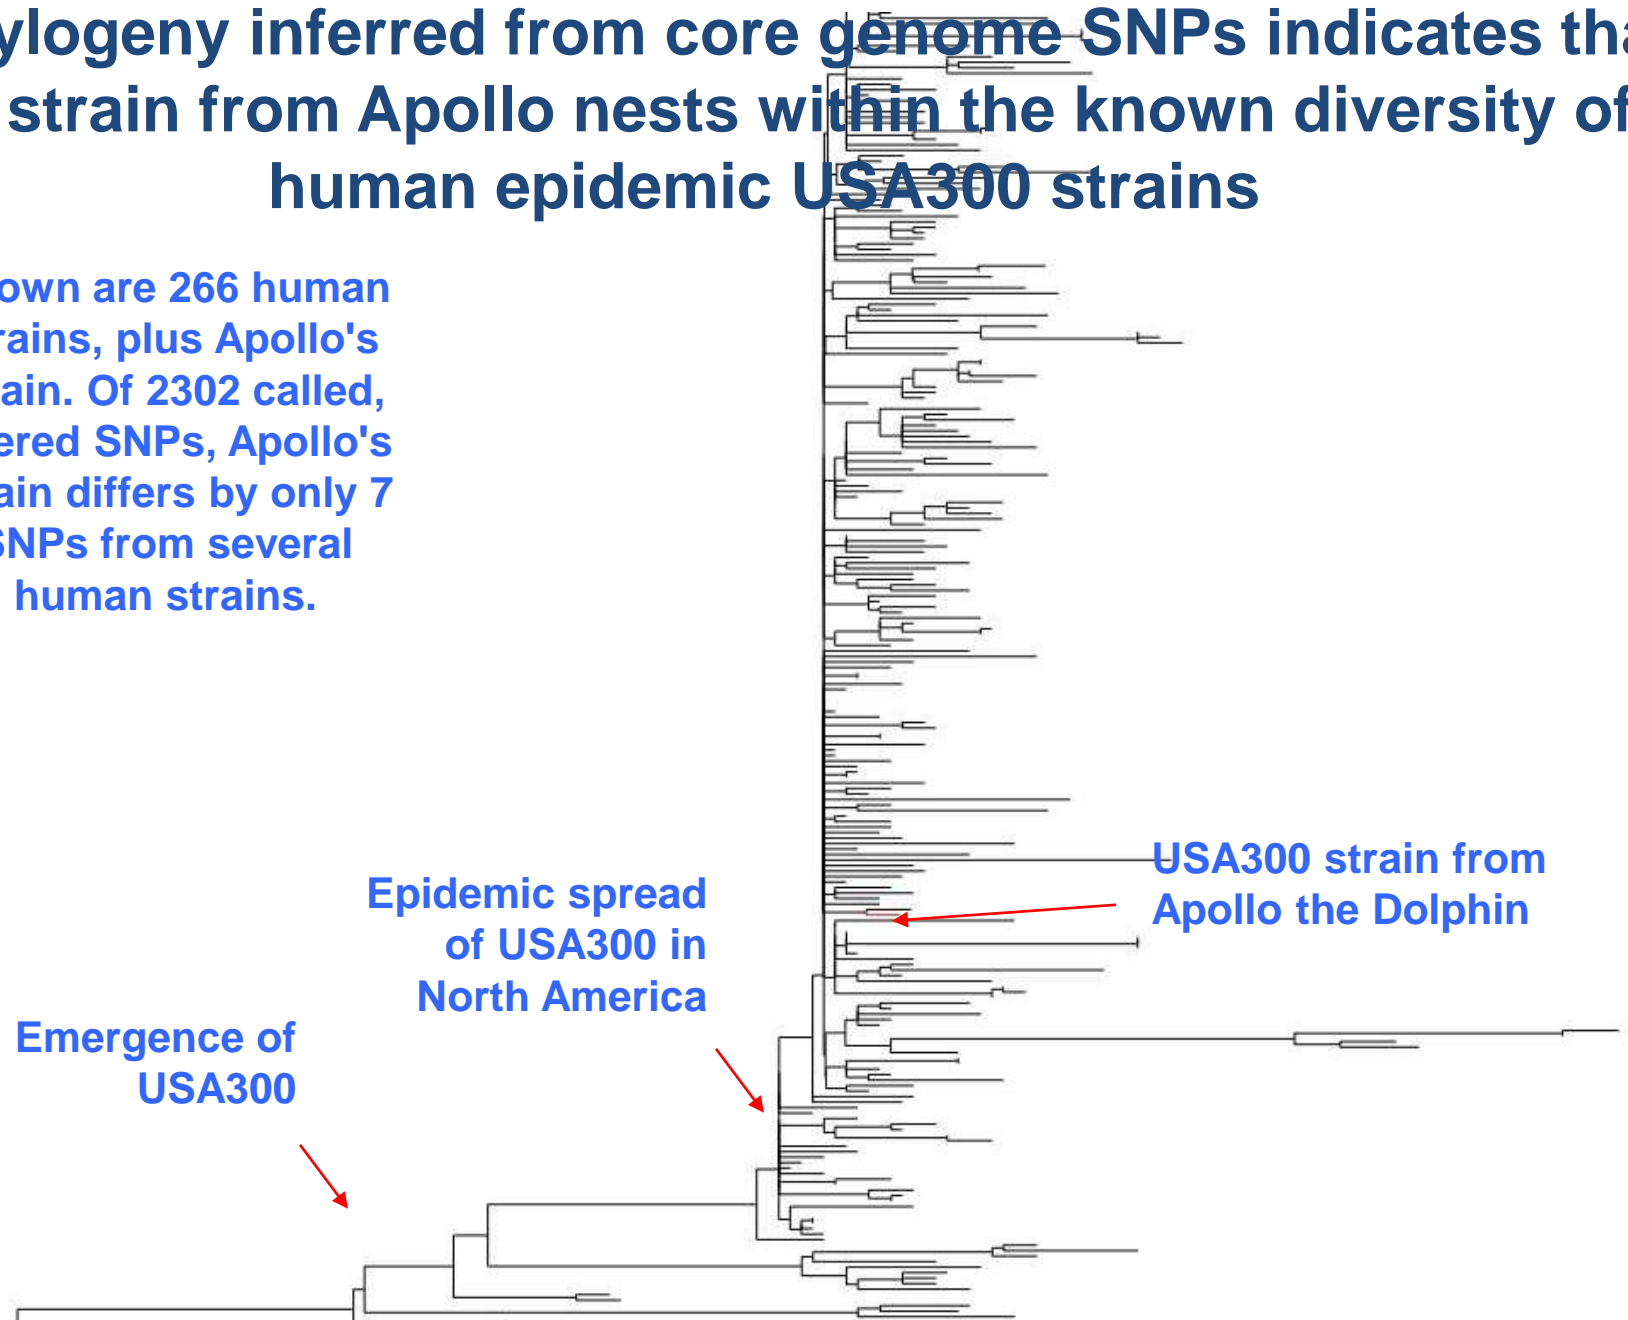 ylogeny inferred from core genome SNPs indicates tha
strain from Apollo nests within the known diversity of
human epidemic USA300 strains
own are 266 human
rains, plus Apollo's
ain. Of 2302 called,
ered SNPs, Apollo's
ain differs by only 7
SNPs from several
human strains.
USA300 strain from
Apollo the Dolphin
Epidemic spread
of USA300 in
North America
Emergence of
USA300